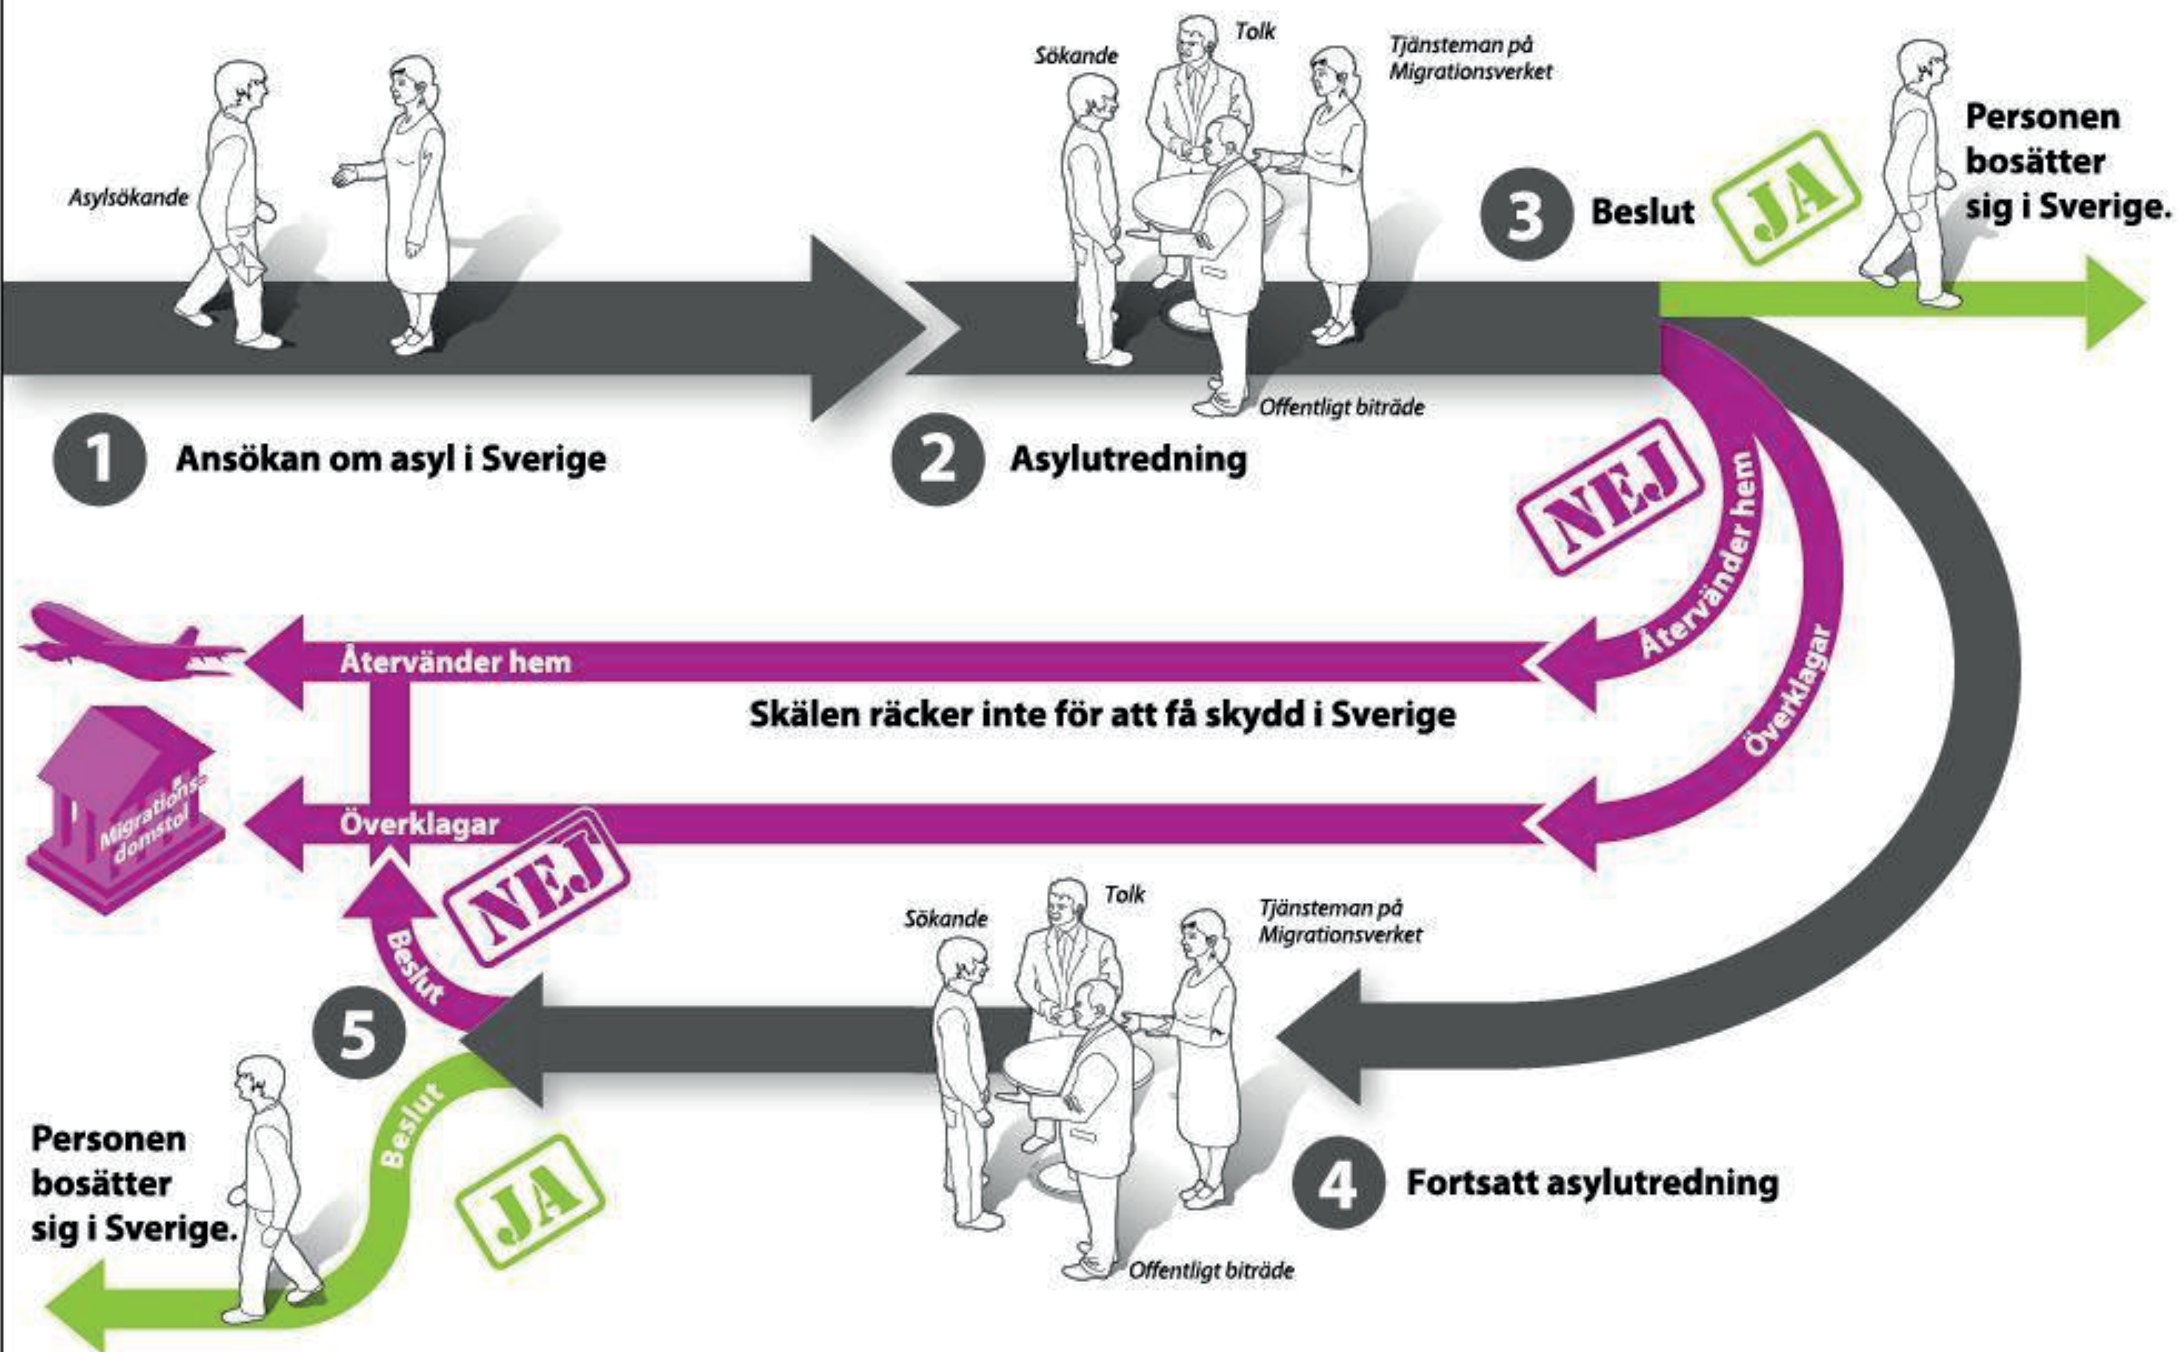 Asylsökande
1 Ansökan om asyl i Sverige
Sökande
Tolk
Tjänsteman på
Migrationsverket
Offentligt biträde
2 Asylutredning
3 Beslut
JA
Personen
bosätter
sig i Sverige.
NEJ
Återvänder hem
Överklagar
Återvänder hem
Skälen räcker inte för att få skydd i Sverige
Överklagar
Migrations-
domstol
NEJ
Sökande
Tolk
Tjänsteman på
Migrationsverket
Offentligt biträde
4 Fortsatt asylutredning
5
Beslut
Beslut
JA
Personen
bosätter
sig i Sverige.